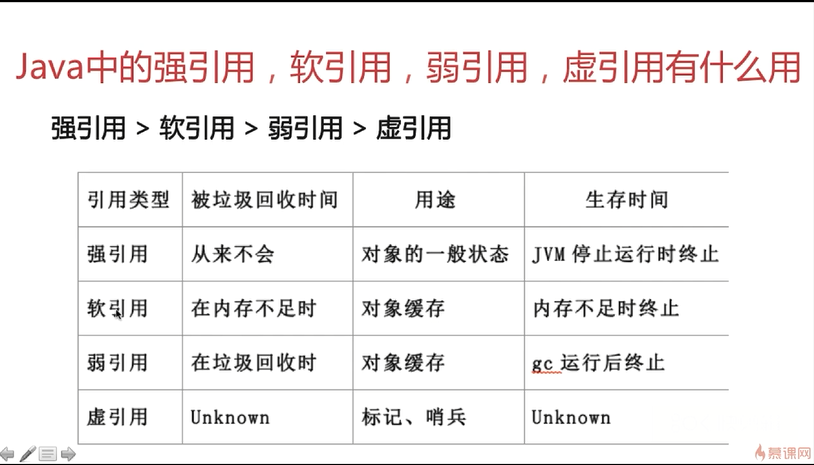 Java中的强引用，软引用，弱引用，虚引用有什么用
强引用 > 软引用 > 弱引用 > 虚引用
引用类型 被垃圾回收时间 用途 生存时间
强引用 从来不会 对象的一般状态 JVM 停止运行时终止
软引用 在内存不足时 对象缓存 内存不足时终止
弱引用 在垃圾回收时 对象缓存 gc 运行后终止
虚引用 Unknown 标记、哨兵 Unknown
慕课网